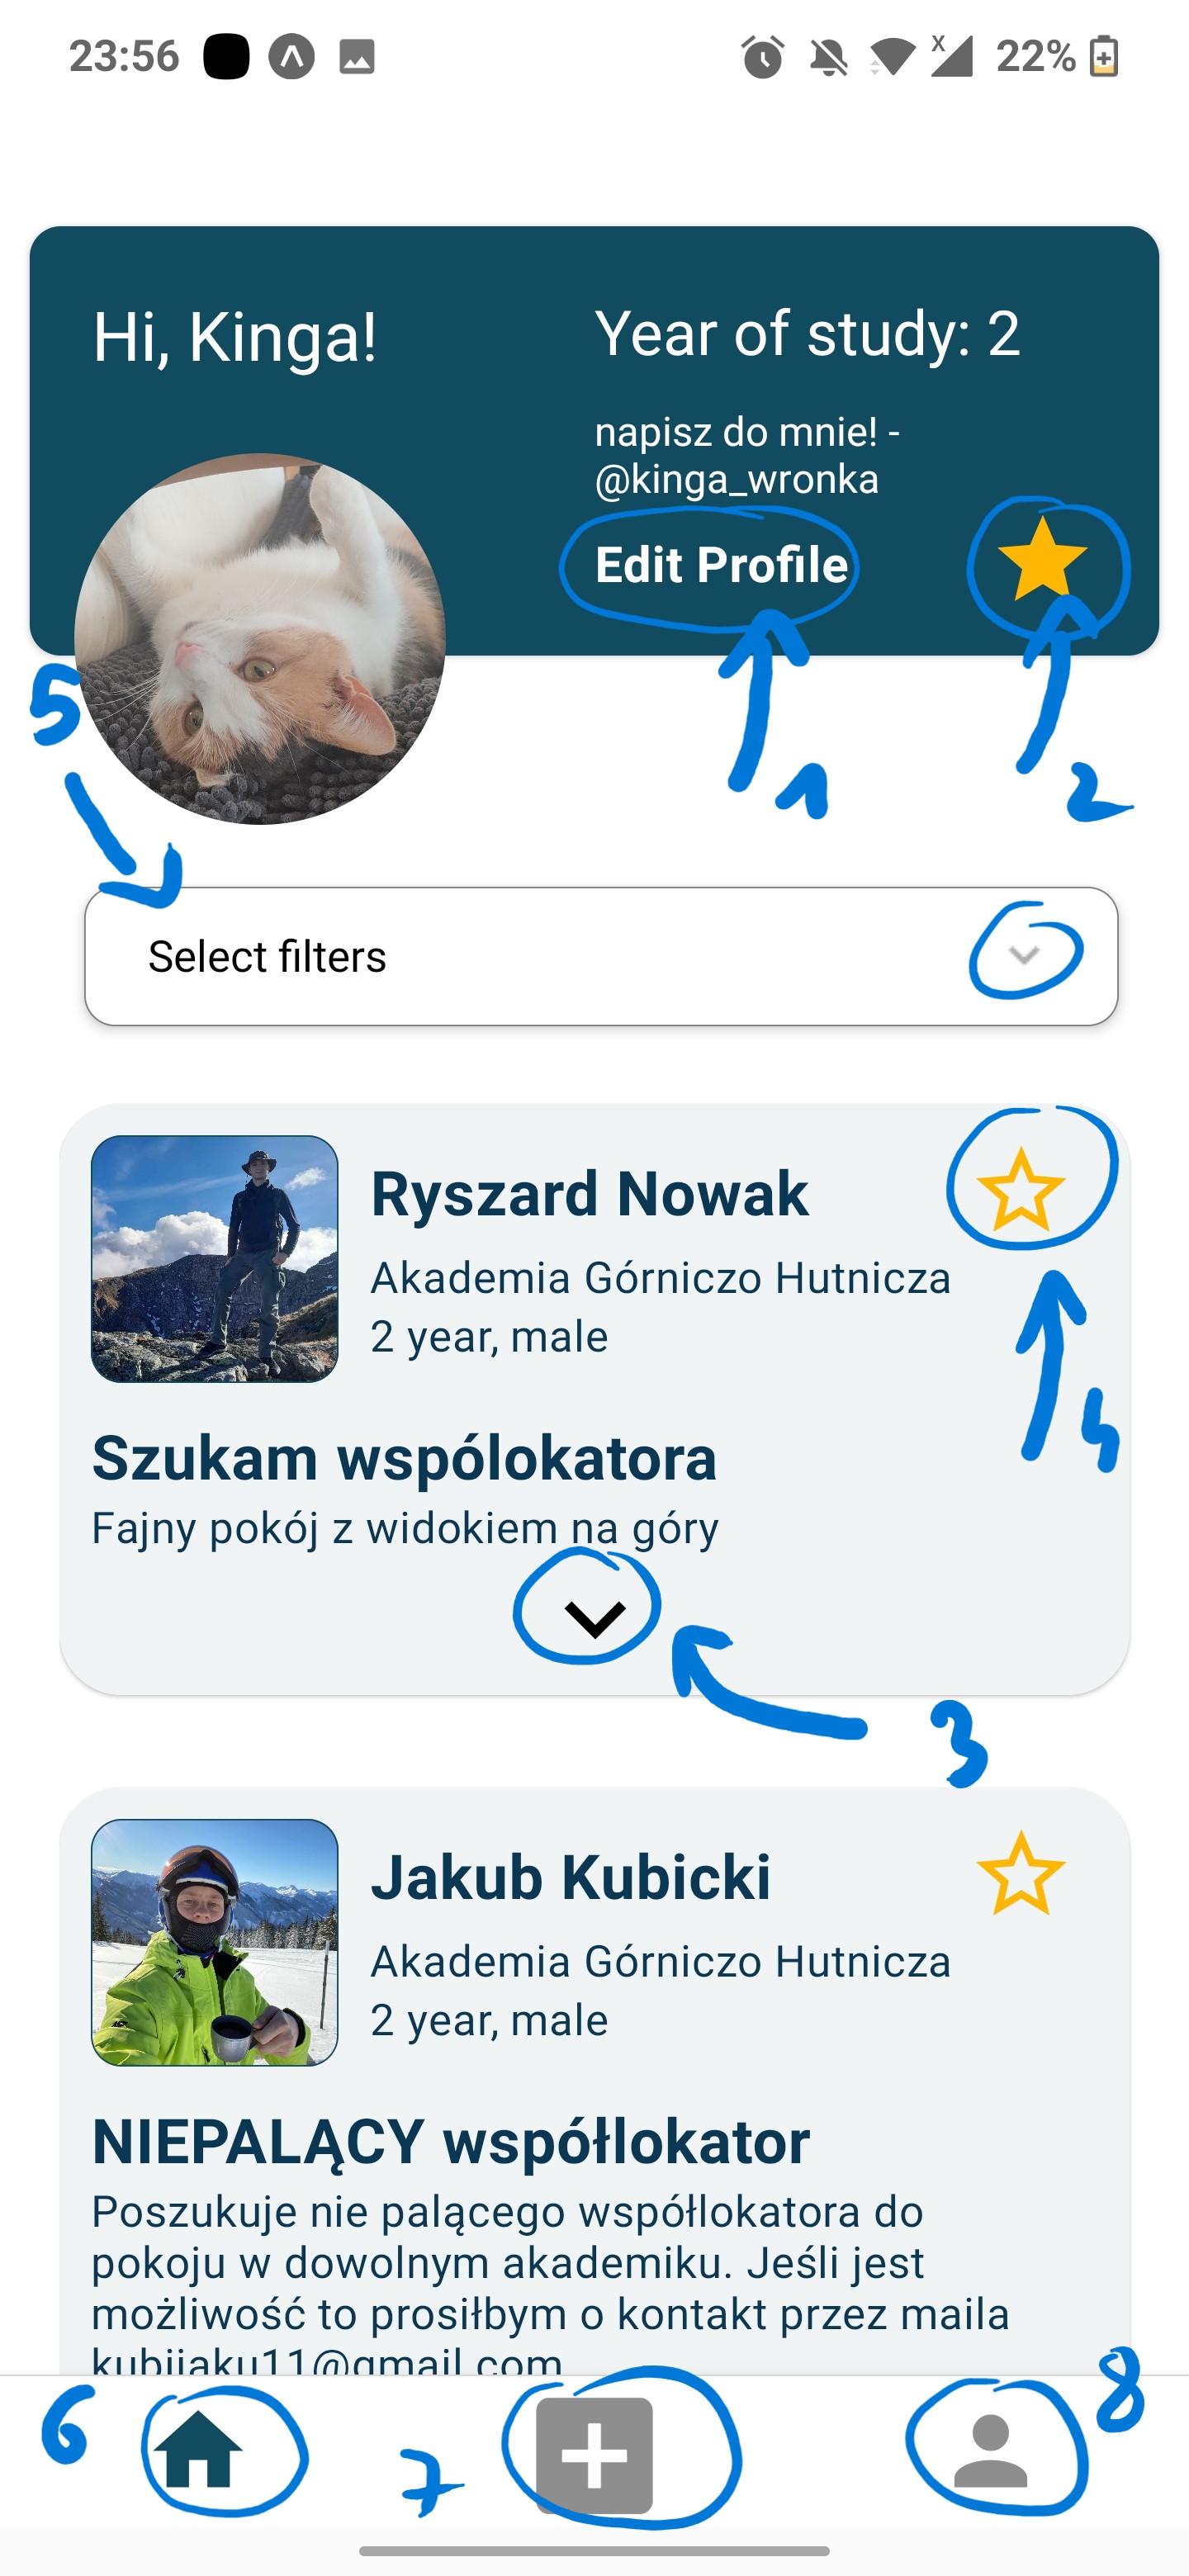 23:56
22%
Hi, Kinga!
Year of study: 2
napisz do mnie! -
@kinga_wronka
Edit Profile
5
1
2
Select filters
Ryszard Nowak
Akademia Górniczo Hutnicza
2 year, male
4
Szukam wspólokatora
Fajny pokój z widokiem na góry
3
Jakub Kubicki
Akademia Górniczo Hutnicza
2 year, male
NIEPALĄCY współlokator
Poszukuje nie palącego współlokatora do
pokoju w dowolnym akademiku. Jeśli jest
możliwość to prosiłbym o kontakt przez maila
kubijaku11@gmail.com
6
7
8